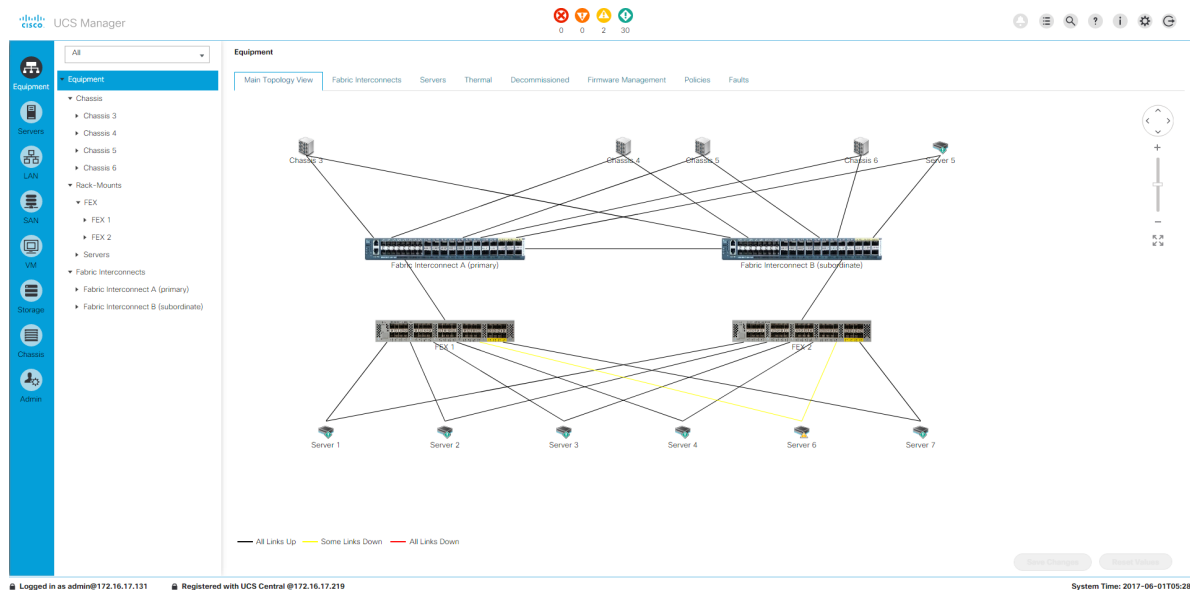 CISCO UCS Manager
0 0 2 30
Equipment
Servers
LAN
SAN
VM
Storage
Chassis
Admin
All
Equipment
Chassis
Chassis 3
Chassis 4
Chassis 5
Chassis 6
Rack-Mounts
FEX
FEX 1
FEX 2
Servers
Fabric Interconnects
Fabric Interconnect A (primary)
Fabric Interconnect B (subordinate)
Equipment
Main Topology View Fabric Interconnects Servers Thermal Decommissioned Firmware Management Policies Faults
Chassis 3 Chassis 4 Chassis 5 Chassis 6 Server 5
Fabric Interconnect A (primary) Fabric Interconnect B (subordinate)
FEX 1 FEX 2
Server 1 Server 2 Server 3 Server 4 Server 6 Server 7
All Links Up Some Links Down All Links Down
Save Changes Reset Values
Logged in as admin@172.16.17.131 Registered with UCS Central @172.16.17.219 System Time: 2017-06-01T05:28